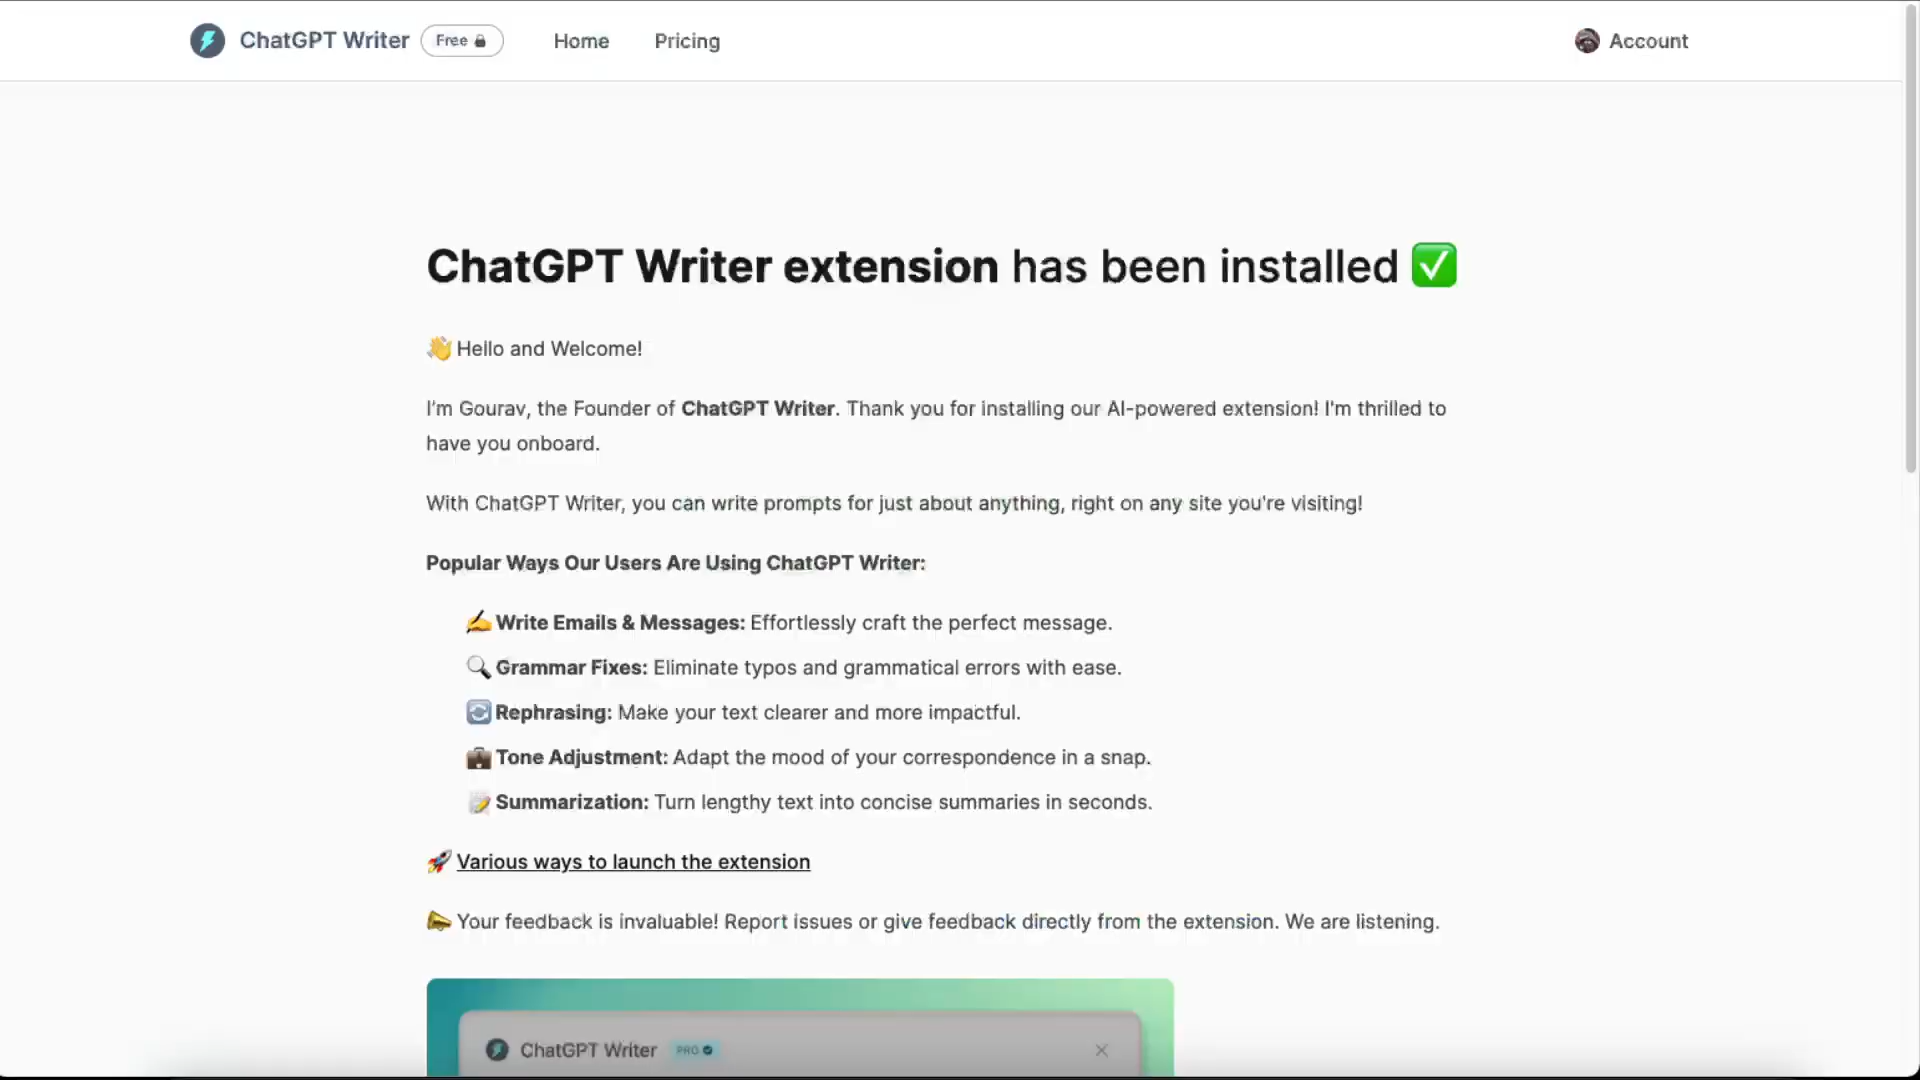 ChatGPT Writer Free Home Pricing Account
ChatGPT Writer extension has been installed ✅
👋 Hello and Welcome!
I'm Gourav, the Founder of ChatGPT Writer. Thank you for installing our AI-powered extension! I'm thrilled to
have you onboard.
With ChatGPT Writer, you can write prompts for just about anything, right on any site you're visiting!
Popular Ways Our Users Are Using ChatGPT Writer:
✍️ Write Emails & Messages: Effortlessly craft the perfect message.
🔍 Grammar Fixes: Eliminate typos and grammatical errors with ease.
🔄 Rephrasing: Make your text clearer and more impactful.
💼 Tone Adjustment: Adapt the mood of your correspondence in a snap.
📝 Summarization: Turn lengthy text into concise summaries in seconds.
🚀 Various ways to launch the extension
📣 Your feedback is invaluable! Report issues or give feedback directly from the extension. We are listening.
ChatGPT Writer PRO